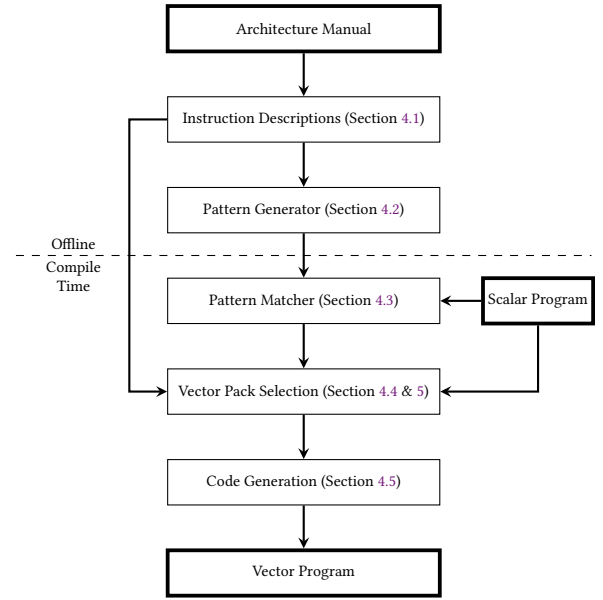 Architecture Manual
Instruction Descriptions (Section 4.1)
Pattern Generator (Section 4.2)
Offline
Compile
Time
Pattern Matcher (Section 4.3)
Scalar Program
Vector Pack Selection (Section 4.4 & 5)
Code Generation (Section 4.5)
Vector Program